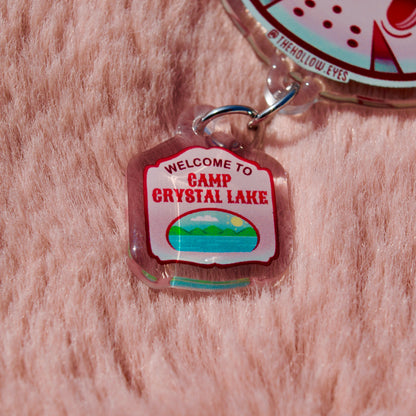 @THEHOLLOW.EYES
WELCOME TO
CAMP
CRYSTAL LAKE